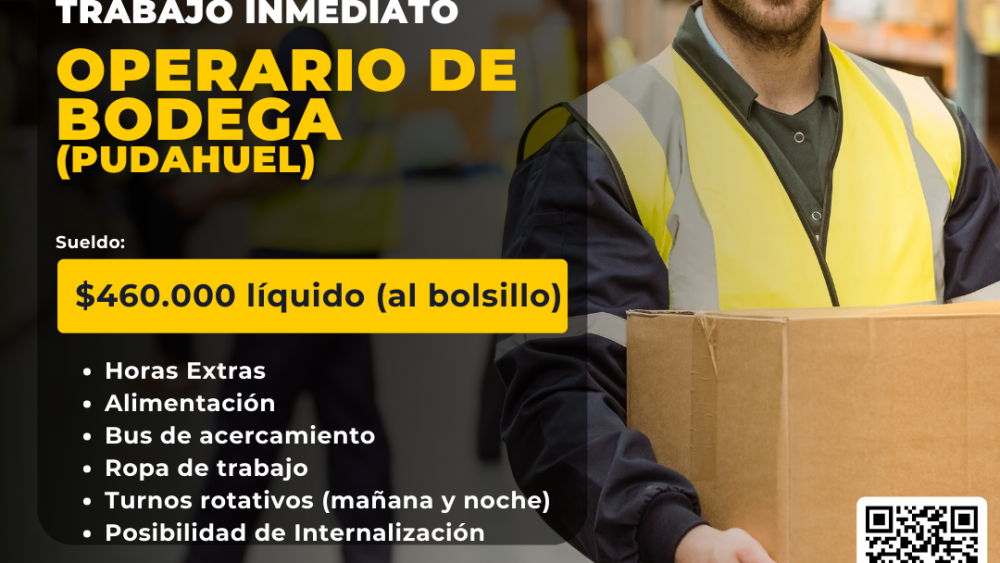 TRABAJO INMEDIATO
OPERARIO DE
BODEGA
(PUDAHUEL)
Sueldo:
$460.000 líquido (al bolsillo)
• Horas Extras
• Alimentación
• Bus de acercamiento
• Ropa de trabajo
• Turnos rotativos (mañana y noche)
• Posibilidad de Internalización